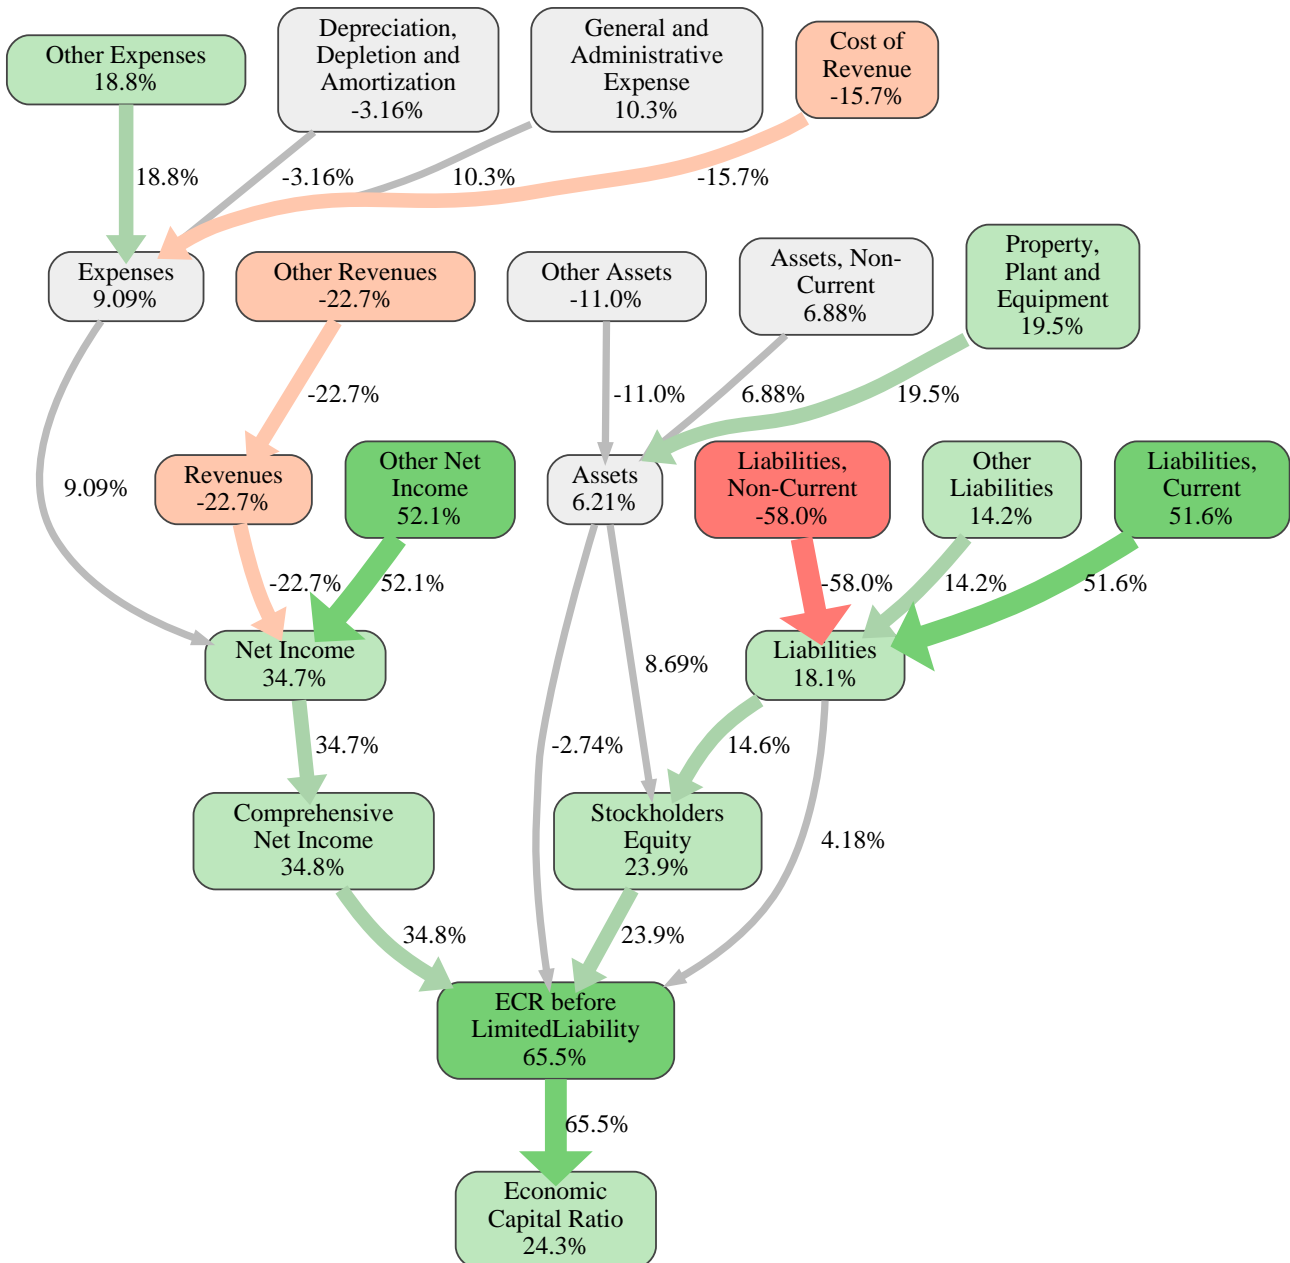 Other Expenses
18.8%
Depreciation,
Depletion and
Amortization
-3.16%
General and
Administrative
Expense
10.3%
Cost of
Revenue
-15.7%
18.8%
-3.16%
10.3%
-15.7%
Expenses
9.09%
Other Revenues
-22.7%
Other Assets
-11.0%
Assets, Non-
Current
6.88%
Property,
Plant and
Equipment
19.5%
-22.7%
-11.0%
6.88%
19.5%
9.09%
Revenues
-22.7%
Other Net
Income
52.1%
Assets
6.21%
Liabilities,
Non-Current
-58.0%
Other
Liabilities
14.2%
Liabilities,
Current
51.6%
-22.7%
52.1%
-58.0%
14.2%
51.6%
Net Income
34.7%
8.69%
Liabilities
18.1%
34.7%
-2.74%
14.6%
Comprehensive
Net Income
34.8%
Stockholders
Equity
23.9%
4.18%
34.8%
23.9%
ECR before
LimitedLiability
65.5%
65.5%
Economic
Capital Ratio
24.3%